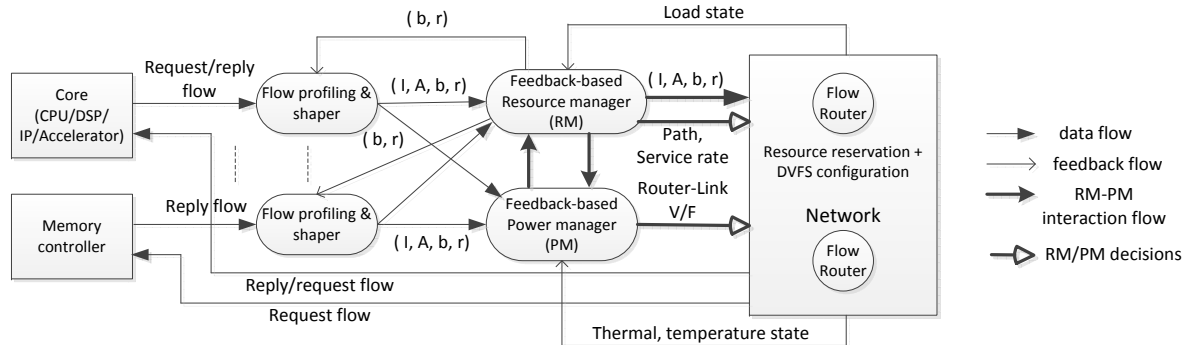 ( b, r)
Load state
Request/reply
flow
Core
(CPU/DSP/
IP/Accelerator)
Flow profiling &
shaper
( I, A, b, r)
Feedback-based
Resource manager
(RM)
( I, A, b, r)
Flow
Router
( b, r)
Path,
Service rate
Resource reservation +
DVFS configuration
data flow
feedback flow
RM-PM
interaction flow
RM/PM decisions
Memory
controller
Reply flow
Flow profiling &
shaper
( I, A, b, r)
Feedback-based
Power manager
(PM)
Router-Link
V/F
Network
Flow
Router
Reply/request flow
Request flow
Thermal, temperature state